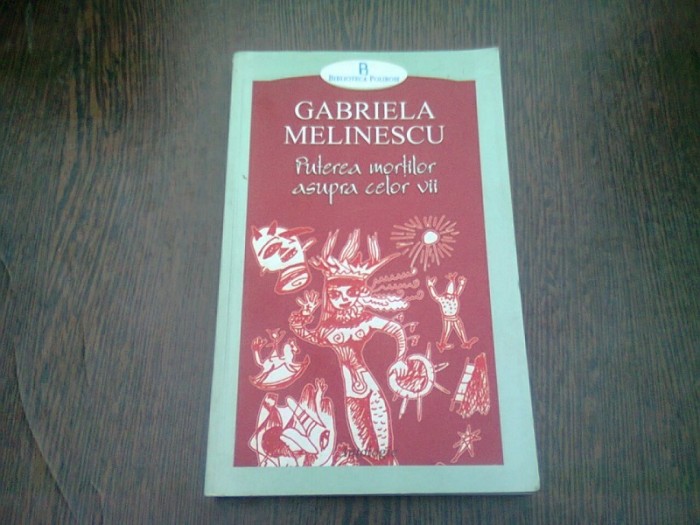 BIBLIOTECA POLIROM
GABRIELA
MELINESCU
Puterea morților
asupra celor vii